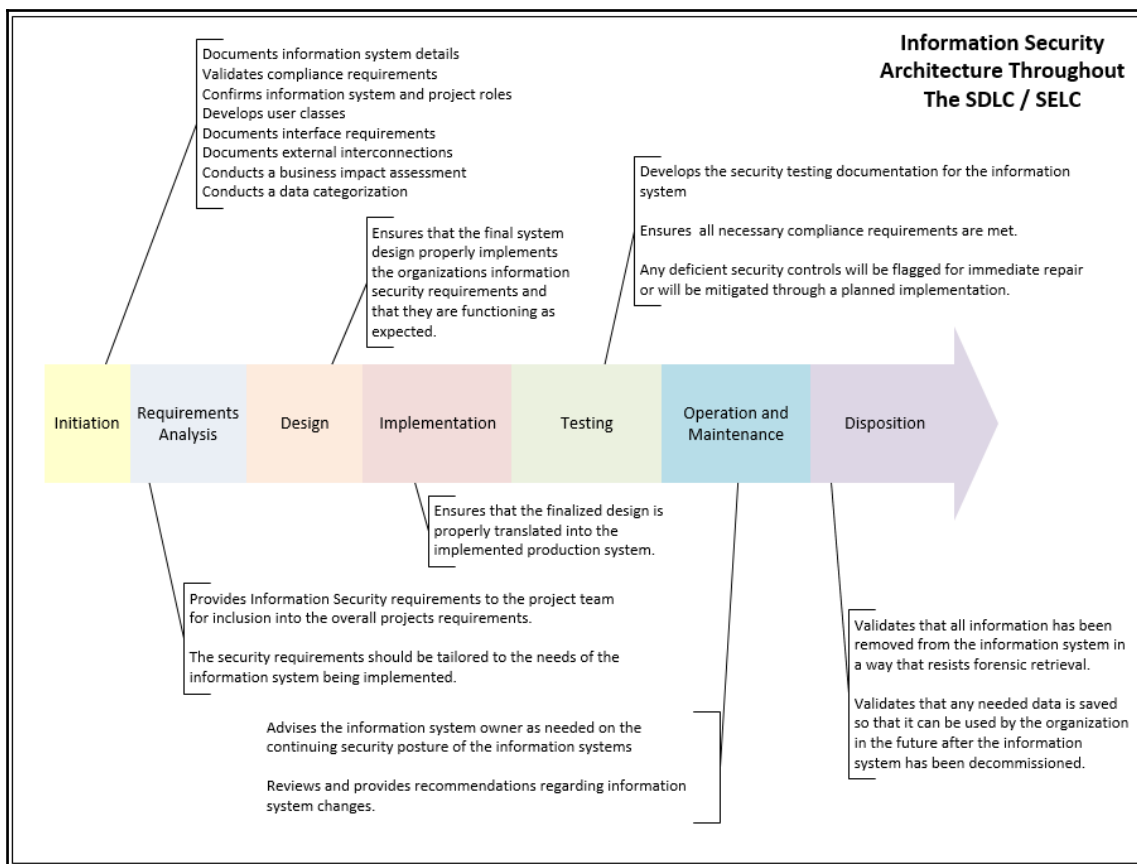 Information Security
Architecture Throughout
The SDLC / SELC
Documents information system details
Validates compliance requirements
Confirms information system and project roles
Develops user classes
Documents interface requirements
Documents external interconnections
Conducts a business impact assessment
Conducts a data categorization
Ensures that the final system
design properly implements
the organizations information
security requirements and
that they are functioning as
expected.
Develops the security testing documentation for the information
system
Ensures all necessary compliance requirements are met.
Any deficient security controls will be flagged for immediate repair
or will be mitigated through a planned implementation.
Initiation
Requirements
Analysis
Design
Implementation
Testing
Operation and
Maintenance
Disposition
Ensures that the finalized design is
properly translated into the
implemented production system.
Provides Information Security requirements to the project team
for inclusion into the overall projects requirements.
The security requirements should be tailored to the needs of the
information system being implemented.
Advises the information system owner as needed on the
continuing security posture of the information systems
Reviews and provides recommendations regarding information
system changes.
Validates that all information has been
removed from the information system in
a way that resists forensic retrieval.
Validates that any needed data is saved
so that it can be used by the organization
in the future after the information
system has been decommissioned.